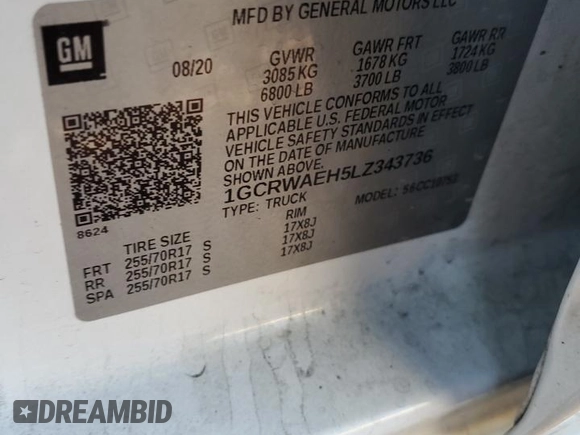 MFD BY GENERAL MOTORS LLC
GM
08/20 GVWR GAWR FRT GAWR RR
3085 KG 1678 KG 1724 KG
6800 LB 3700 LB 3800 LB
THIS VEHICLE CONFORMS TO ALL
APPLICABLE U.S. FEDERAL MOTOR
VEHICLE SAFETY STANDARDS IN EFFECT
ON THE DATE OF MANUFACTURE
SHOWN ABOVE.
1GCRWAEH5LZ343736
TYPE: TRUCK MODEL:
8624
TIRE SIZE RIM
FRT 255/70R17 S 17X8J
RR 255/70R17 S 17X8J
SPA 255/70R17 S 17X8J
DREAMBID